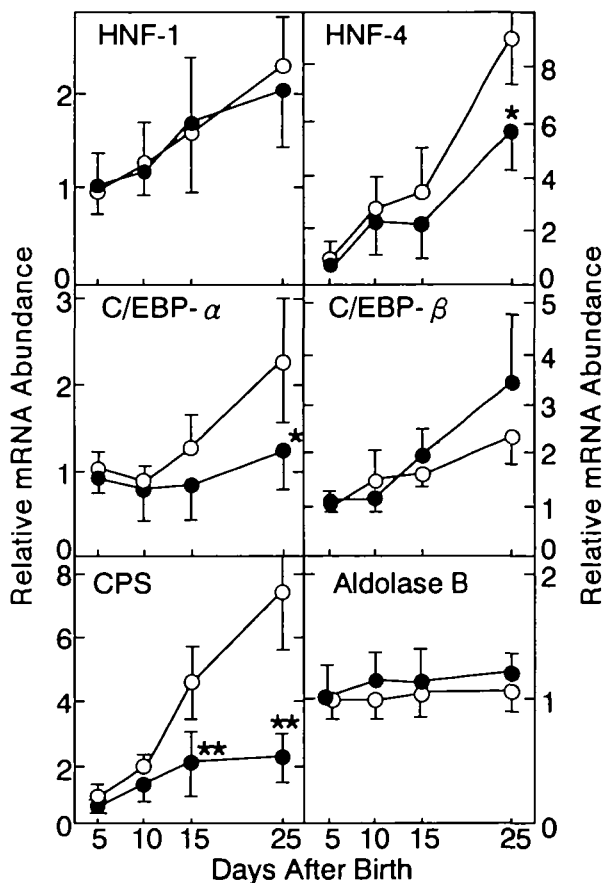 HNF-1
HNF-4
2
1
0
8
6
4
2
0
*
C/EBP-α
C/EBP-β
3
2
1
0
*
5
4
3
2
1
0
CPS
Aldolase B
8
6
4
2
0
**
**
2
1
0
5 10 15 25
5 10 15 25
Days After Birth
Relative mRNA Abundance
Relative mRNA Abundance